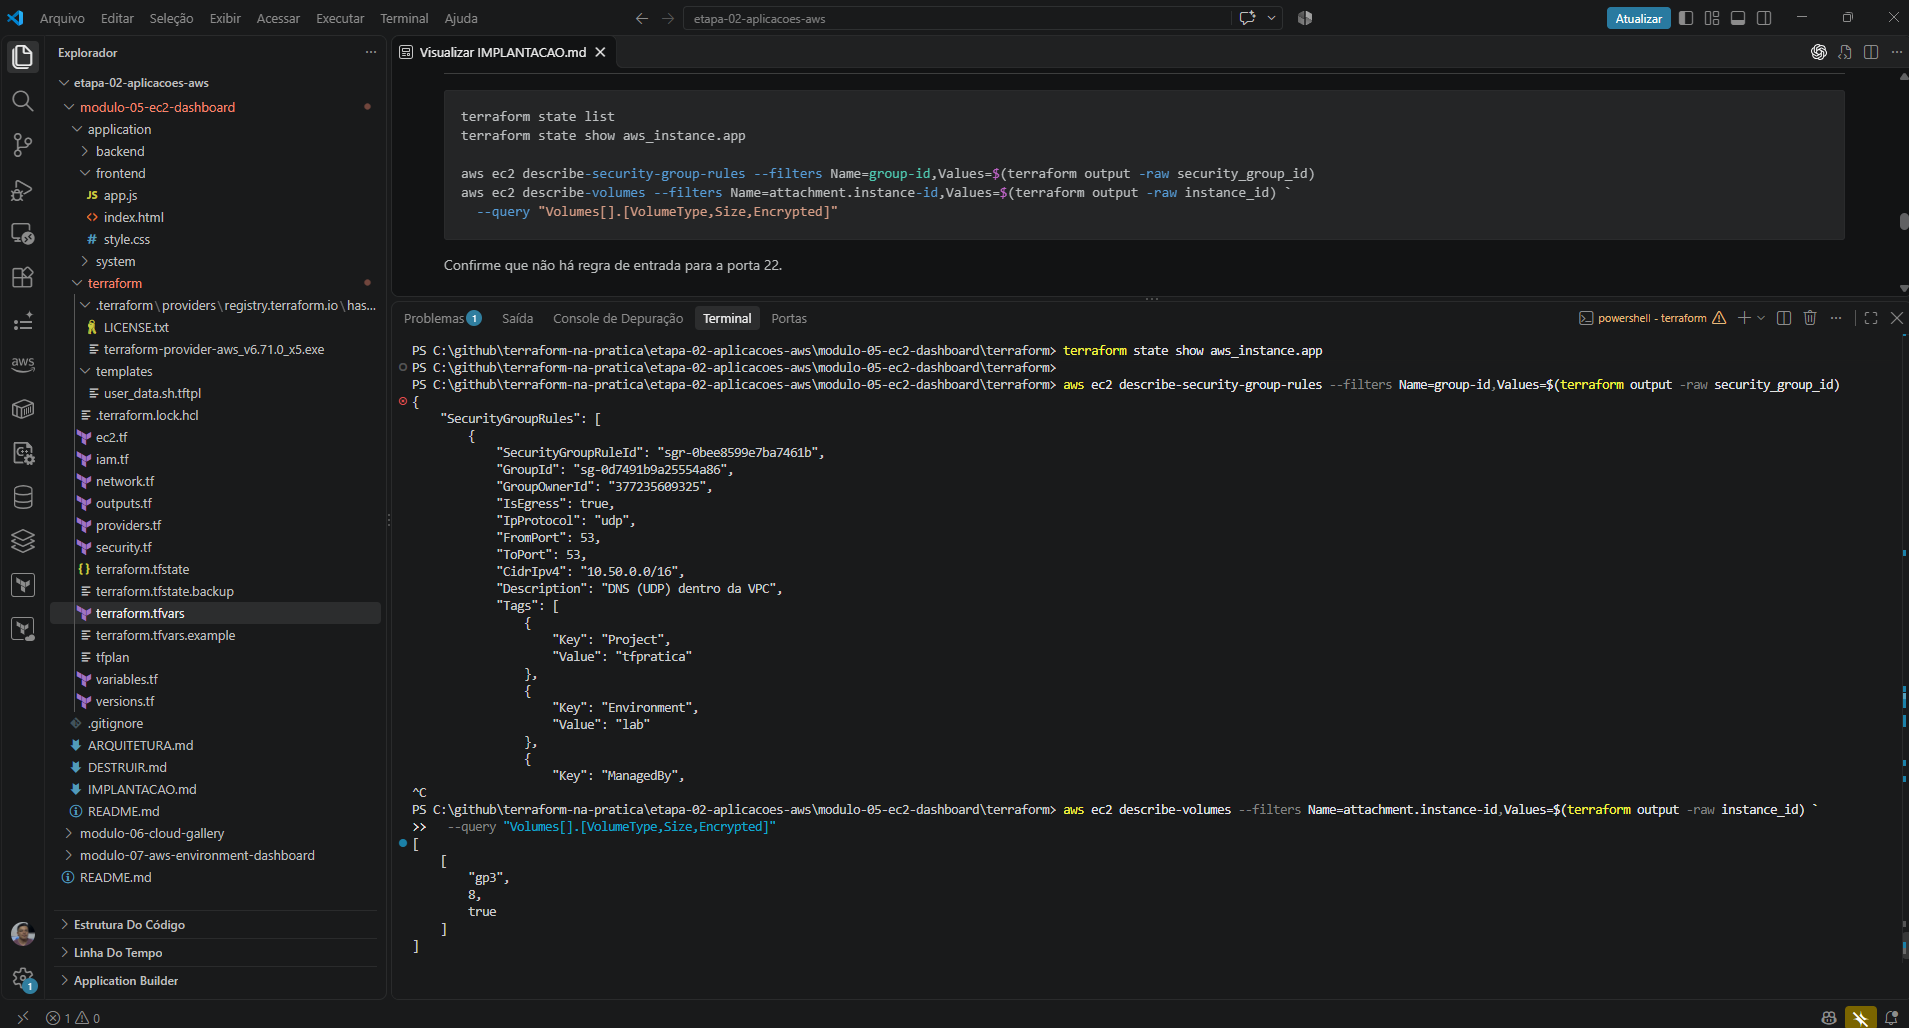 Arquivo Editar Seleção Exibir Acessar Executar Terminal Ajuda
etapa-02-aplicacoes-aws
Atualizar
Explorador
Visualizar IMPLANTACAO.md
etapa-02-aplicacoes-aws
modulo-05-ec2-dashboard
application
backend
frontend
JS app.js
<> index.html
# style.css
system
terraform
.terraform\providers\registry.terraform.io\has...
LICENSE.txt
terraform-provider-aws_v6.71.0_x5.exe
templates
user_data.sh.tftpl
.terraform.lock.hcl
ec2.tf
iam.tf
network.tf
outputs.tf
providers.tf
security.tf
{} terraform.tfstate
terraform.tfstate.backup
terraform.tfvars
terraform.tfvars.example
tfplan
variables.tf
versions.tf
.gitignore
ARQUITETURA.md
DESTRUIR.md
IMPLANTACAO.md
README.md
modulo-06-cloud-gallery
modulo-07-aws-environment-dashboard
README.md
Estrutura Do Código
Linha Do Tempo
Application Builder
aws
1
1 0
terraform state list
terraform state show aws_instance.app
aws ec2 describe-security-group-rules --filters Name=group-id,Values=$(terraform output -raw security_group_id)
aws ec2 describe-volumes --filters Name=attachment.instance-id,Values=$(terraform output -raw instance_id) `
--query "Volumes[].[VolumeType,Size,Encrypted]"
Confirme que não há regra de entrada para a porta 22.
Problemas 1 Saída Console de Depuração Terminal Portas
powershell - terraform
PS C:\github\terraform-na-pratica\etapa-02-aplicacoes-aws\modulo-05-ec2-dashboard\terraform> terraform state show aws_instance.app
PS C:\github\terraform-na-pratica\etapa-02-aplicacoes-aws\modulo-05-ec2-dashboard\terraform>
PS C:\github\terraform-na-pratica\etapa-02-aplicacoes-aws\modulo-05-ec2-dashboard\terraform> aws ec2 describe-security-group-rules --filters Name=group-id,Values=$(terraform output -raw security_group_id)
{
"SecurityGroupRules": [
{
"SecurityGroupRuleId": "sgr-0bee8599e7ba7461b",
"GroupId": "sg-0d7491b9a25554a86",
"GroupOwnerId": "377235609325",
"IsEgress": true,
"IpProtocol": "udp",
"FromPort": 53,
"ToPort": 53,
"CidrIpv4": "10.50.0.0/16",
"Description": "DNS (UDP) dentro da VPC",
"Tags": [
{
"Key": "Project",
"Value": "tfpratica"
},
{
"Key": "Environment",
"Value": "lab"
},
{
"Key": "ManagedBy",
^C
PS C:\github\terraform-na-pratica\etapa-02-aplicacoes-aws\modulo-05-ec2-dashboard\terraform> aws ec2 describe-volumes --filters Name=attachment.instance-id,Values=$(terraform output -raw instance_id) `
>> --query "Volumes[].[VolumeType,Size,Encrypted]"
[
[
"gp3",
8,
true
]
]